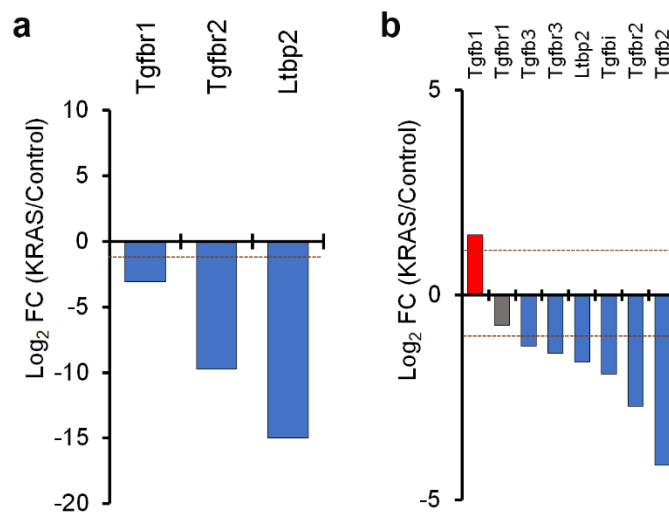 a
Tgfbr1
Tgfbr2
Ltbp2
Log2 FC (KRAS/Control)
10
5
0
-5
-10
-15
-20
b
Tgfb1
Tgfbr1
Tgfb3
Tgfbr3
Ltbp2
Tgfbi
Tgfbr2
Tgfb2
Log2 FC (KRAS/Control)
5
0
-5